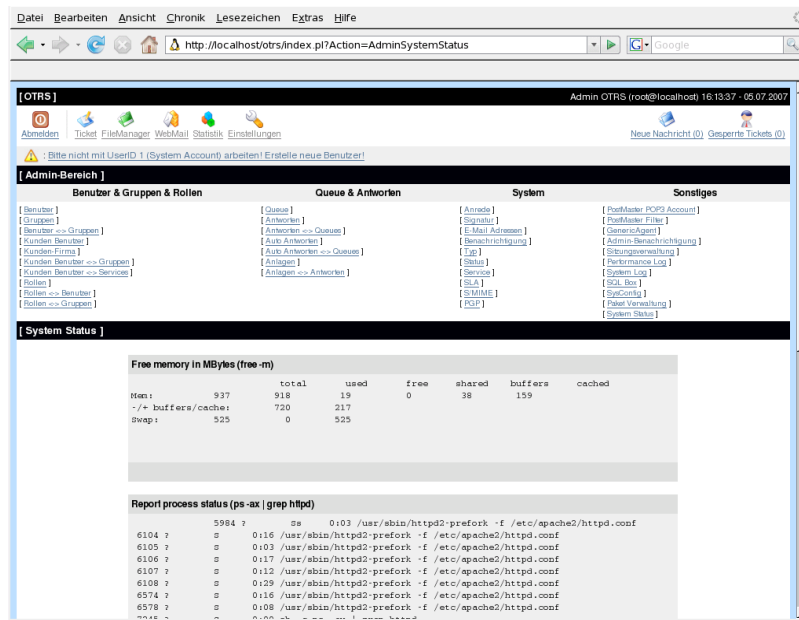 Datei Bearbeiten Ansicht Chronik Lesezeichen Extras Hilfe
http://localhost/otrs/index.pl?Action=AdminSystemStatus
G Google
[ OTRS ] Admin OTRS (root@localhost) 16:13:37 - 05.07.2007
Abmelden Ticket FileManager WebMail Statistik Einstellungen Neue Nachricht (0) Gesperrte Tickets (0)
: Bitte nicht mit UserID 1 (System Account) arbeiten! Erstelle neue Benutzer!
[ Admin-Bereich ]
Benutzer & Gruppen & Rollen Queue & Antworten System Sonstiges
[ Benutzer ] [ Queue ] [ Anrede ] [ PostMaster POP3 Account ]
[ Gruppen ] [ Antworten ] [ Signatur ] [ PostMaster Filter ]
[ Benutzer <-> Gruppen ] [ Antworten <-> Queues ] [ E-Mail Adressen ] [ GenericAgent ]
[ Kunden Benutzer ] [ Auto Antworten ] [ Benachrichtigung ] [ Admin-Benachrichtigung ]
[ Kunden-Firma ] [ Auto Antworten <-> Queues ] [ Typ ] [ Sitzungsverwaltung ]
[ Kunden Benutzer <-> Gruppen ] [ Anlagen ] [ Status ] [ Performance Log ]
[ Kunden Benutzer <-> Services ] [ Anlagen <-> Antworten ] [ Service ] [ System Log ]
[ Rollen ] [ SLA ] [ SQL Box ]
[ Rollen <-> Benutzer ] [ S/MIME ] [ SysConfig ]
[ Rollen <-> Gruppen ] [ PGP ] [ Paket Verwaltung ]
[ System Status ]
[ System Status ]
Free memory in MBytes (free -m)
total used free shared buffers cached
Mem: 937 918 19 0 38 159
-/+ buffers/cache: 720 217
Swap: 525 0 525
Report process status (ps -ax | grep httpd)
5984 ? Ss 0:03 /usr/sbin/httpd2-prefork -f /etc/apache2/httpd.conf
6104 ? S 0:16 /usr/sbin/httpd2-prefork -f /etc/apache2/httpd.conf
6105 ? S 0:03 /usr/sbin/httpd2-prefork -f /etc/apache2/httpd.conf
6106 ? S 0:17 /usr/sbin/httpd2-prefork -f /etc/apache2/httpd.conf
6107 ? S 0:12 /usr/sbin/httpd2-prefork -f /etc/apache2/httpd.conf
6108 ? S 0:29 /usr/sbin/httpd2-prefork -f /etc/apache2/httpd.conf
6574 ? S 0:16 /usr/sbin/httpd2-prefork -f /etc/apache2/httpd.conf
6578 ? S 0:08 /usr/sbin/httpd2-prefork -f /etc/apache2/httpd.conf